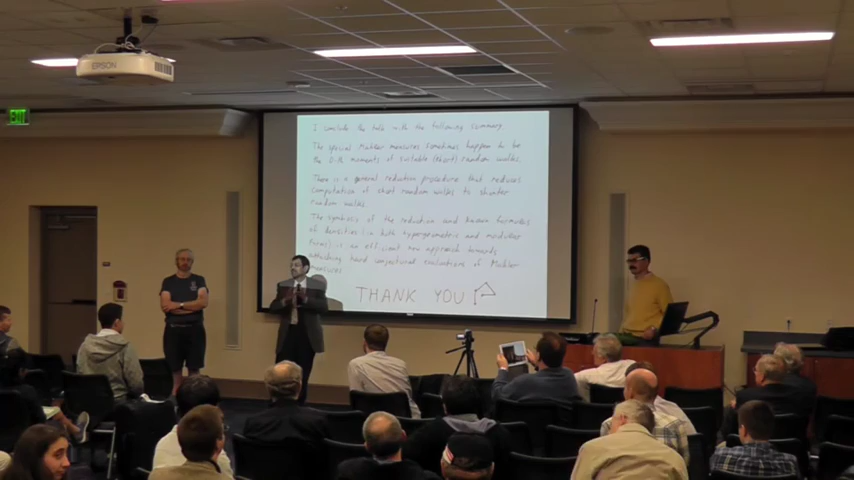 EPSON
EXIT
I conclude the talk with the following summary.
The special Mahler measures sometimes happen to be
the 0-th moments of suitable (short) random walks.
There is a general reduction procedure that reduces
computation of short random walks to shorter
random walks.
The synthesis of the reduction and known formulas
of densities (in both hypergeometric and modular
forms) is an efficient new approach towards
attacking hard conjectural evaluations of Mahler
measures.
THANK YOU